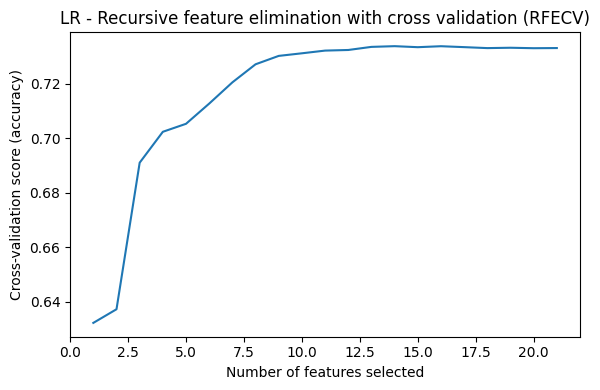 LR - Recursive feature elimination with cross validation (RFECV)
Cross-validation score (accuracy)
0.72
0.70
0.68
0.66
0.64
0.0 2.5 5.0 7.5 10.0 12.5 15.0 17.5 20.0
Number of features selected